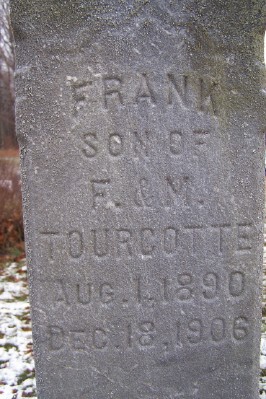 FRANK
SON OF
F. & M.
TOURCOTTE
AUG. 1, 1890
DEC. 18, 1906